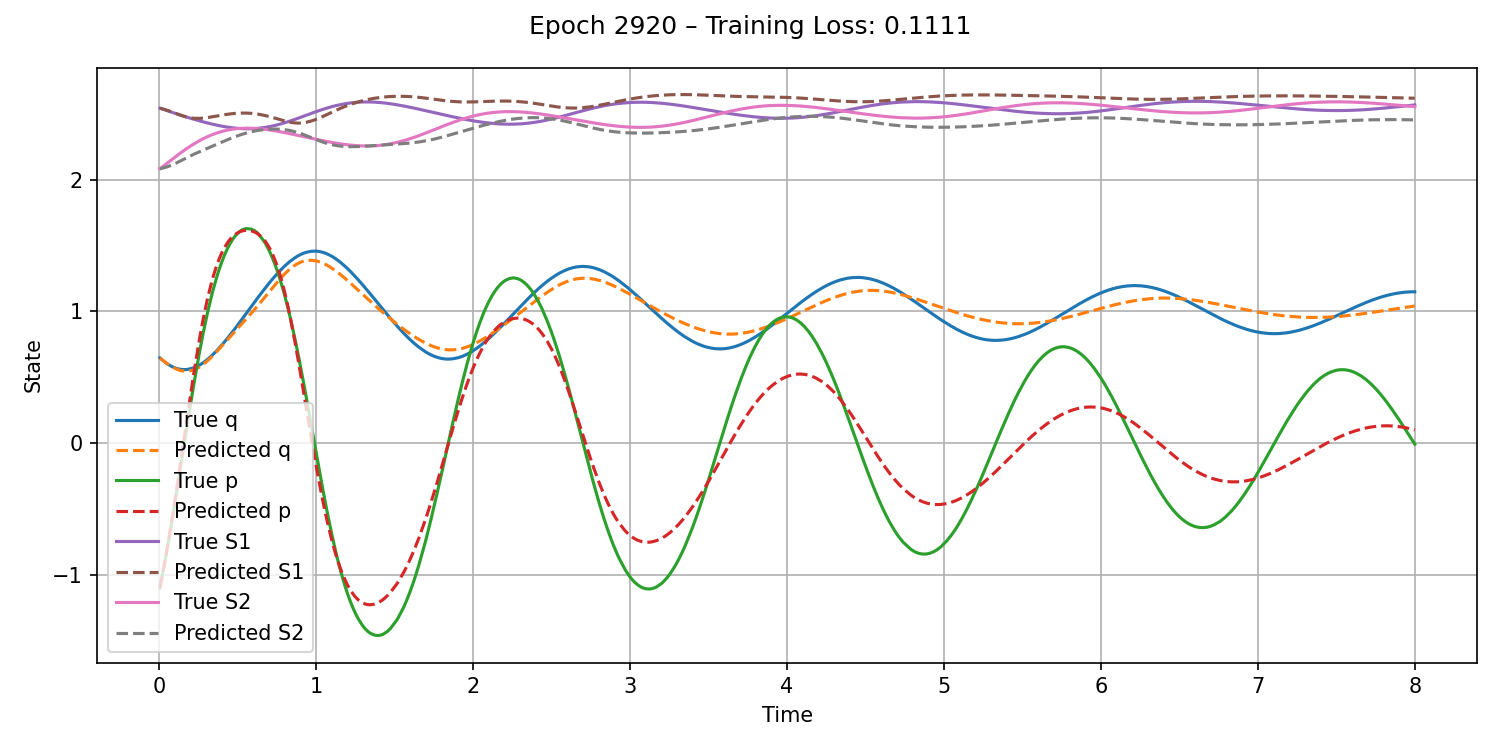 Epoch 2920 – Training Loss: 0.1111
State
2
1
0
−1
True q
Predicted q
True p
Predicted p
True S1
Predicted S1
True S2
Predicted S2
0 1 2 3 4 5 6 7 8
Time